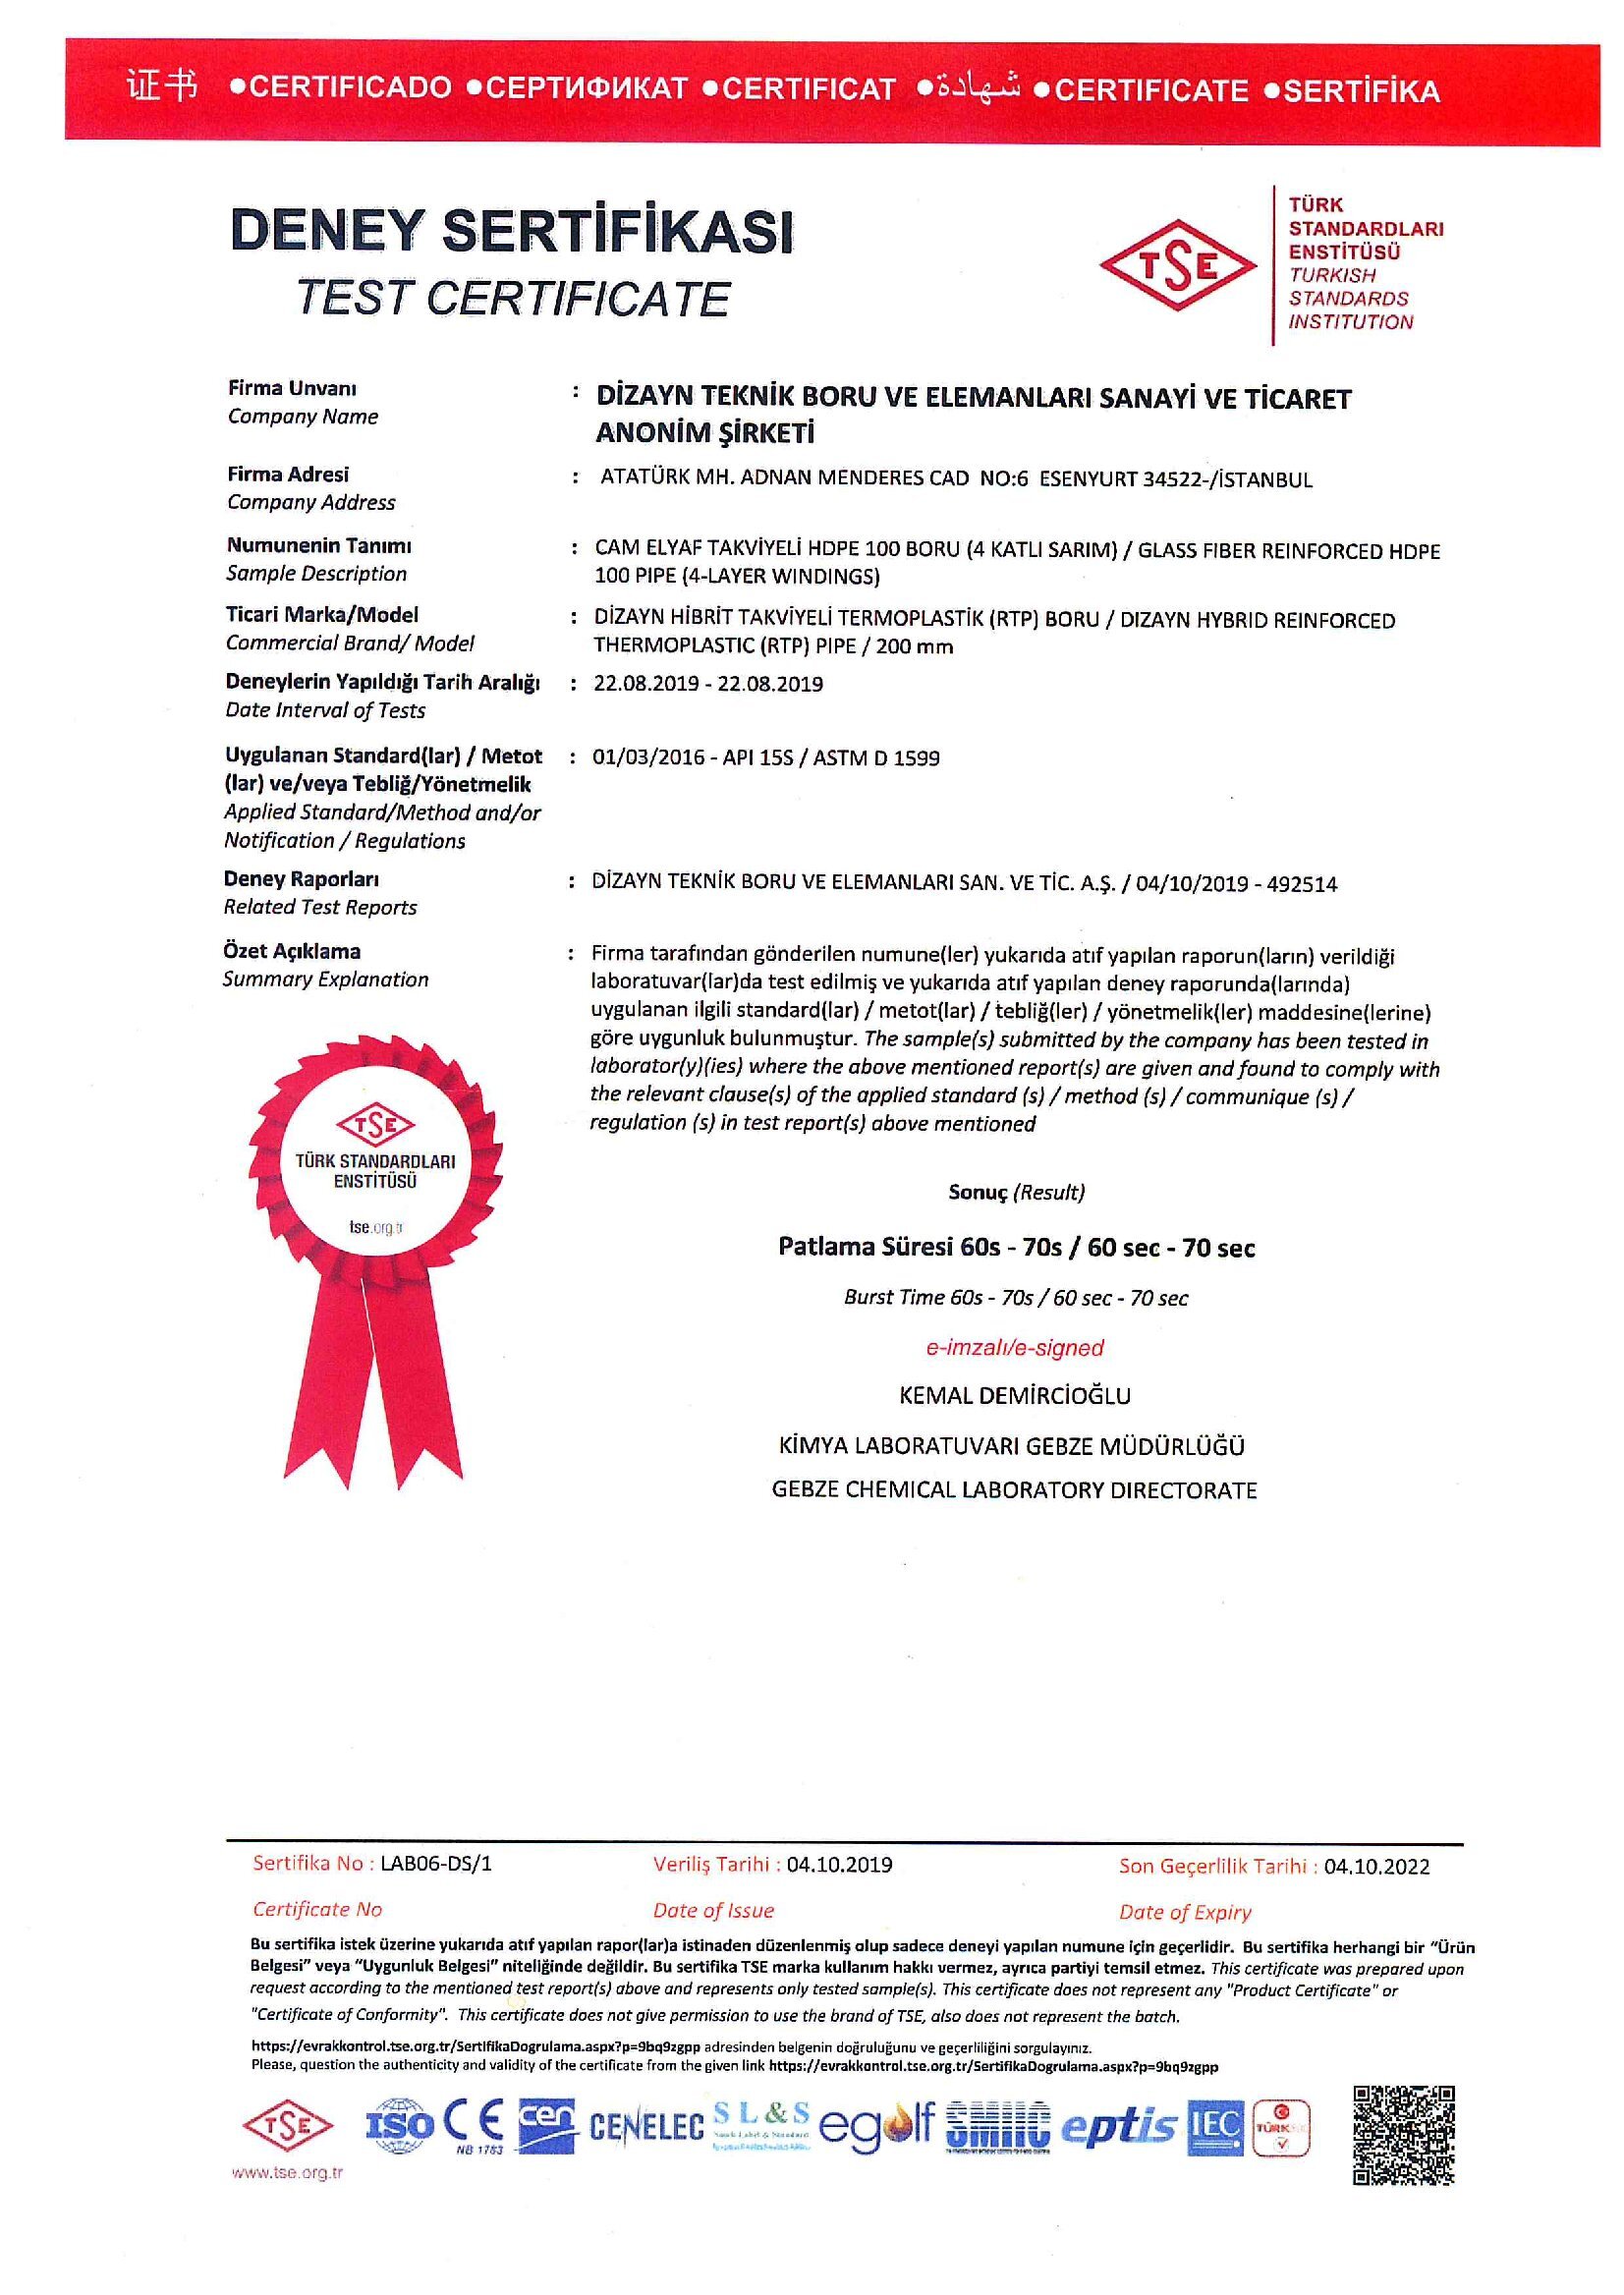 证书 ●CERTIFICADO ●СЕРТИФИКАТ ●CERTIFICAT ●شهادة ●CERTIFICATE ●SERTİFİKA
DENEY SERTİFİKASI
TEST CERTIFICATE
TSE
TÜRK
STANDARDLARI
ENSTİTÜSÜ
TURKISH
STANDARDS
INSTITUTION
Firma Unvanı : DİZAYN TEKNİK BORU VE ELEMANLARI SANAYİ VE TİCARET
Company Name ANONİM ŞİRKETİ
Firma Adresi : ATATÜRK MH. ADNAN MENDERES CAD NO:6 ESENYURT 34522-/İSTANBUL
Company Address
Numunenin Tanımı : CAM ELYAF TAKVİYELİ HDPE 100 BORU (4 KATLI SARIM) / GLASS FIBER REINFORCED HDPE
Sample Description 100 PIPE (4-LAYER WINDINGS)
Ticari Marka/Model : DİZAYN HİBRİT TAKVİYELİ TERMOPLASTİK (RTP) BORU / DIZAYN HYBRID REINFORCED
Commercial Brand/ Model THERMOPLASTIC (RTP) PIPE / 200 mm
Deneylerin Yapıldığı Tarih Aralığı : 22.08.2019 - 22.08.2019
Date Interval of Tests
Uygulanan Standard(lar) / Metot : 01/03/2016 - API 15S / ASTM D 1599
(lar) ve/veya Tebliğ/Yönetmelik
Applied Standard/Method and/or
Notification / Regulations
Deney Raporları : DİZAYN TEKNİK BORU VE ELEMANLARI SAN. VE TİC. A.Ş. / 04/10/2019 - 492514
Related Test Reports
Özet Açıklama : Firma tarafından gönderilen numune(ler) yukarıda atıf yapılan raporun(ların) verildiği
Summary Explanation laboratuvar(lar)da test edilmiş ve yukarıda atıf yapılan deney raporunda(larında)
uygulanan ilgili standard(lar) / metot(lar) / tebliğ(ler) / yönetmelik(ler) maddesine(lerine)
göre uygunluk bulunmuştur. The sample(s) submitted by the company has been tested in
laborator(y)(ies) where the above mentioned report(s) are given and found to comply with
the relevant clause(s) of the applied standard (s) / method (s) / communique (s) /
regulation (s) in test report(s) above mentioned
TSE
TÜRK STANDARDLARI
ENSTİTÜSÜ
tse.org.tr
Sonuç (Result)
Patlama Süresi 60s - 70s / 60 sec - 70 sec
Burst Time 60s - 70s / 60 sec - 70 sec
e-imzalı/e-signed
KEMAL DEMİRCİOĞLU
KİMYA LABORATUVARI GEBZE MÜDÜRLÜĞÜ
GEBZE CHEMICAL LABORATORY DIRECTORATE
Sertifika No : LAB06-DS/1 Veriliş Tarihi : 04.10.2019 Son Geçerlilik Tarihi : 04.10.2022
Certificate No Date of Issue Date of Expiry
Bu sertifika istek üzerine yukarıda atıf yapılan rapor(lar)a istinaden düzenlenmiş olup sadece deneyi yapılan numune için geçerlidir. Bu sertifika herhangi bir “Ürün
Belgesi” veya “Uygunluk Belgesi” niteliğinde değildir. Bu sertifika TSE marka kullanım hakkı vermez, ayrıca partiyi temsil etmez. This certificate was prepared upon
request according to the mentioned test report(s) above and represents only tested sample(s). This certificate does not represent any "Product Certificate" or
"Certificate of Conformity". This certificate does not give permission to use the brand of TSE, also does not represent the batch.
https://evrakkontrol.tse.org.tr/SertifikaDogrulama.aspx?p=9bq9zgpp adresinden belgenin doğruluğunu ve geçerliliğini sorgulayınız.
Please, question the authenticity and validity of the certificate from the given link https://evrakkontrol.tse.org.tr/SertifikaDogrulama.aspx?p=9bq9zgpp
TSE ISO CE cen CENELEC SL&S egolf SMIIC eptis IEC TÜRK
NB 1783
www.tse.org.tr